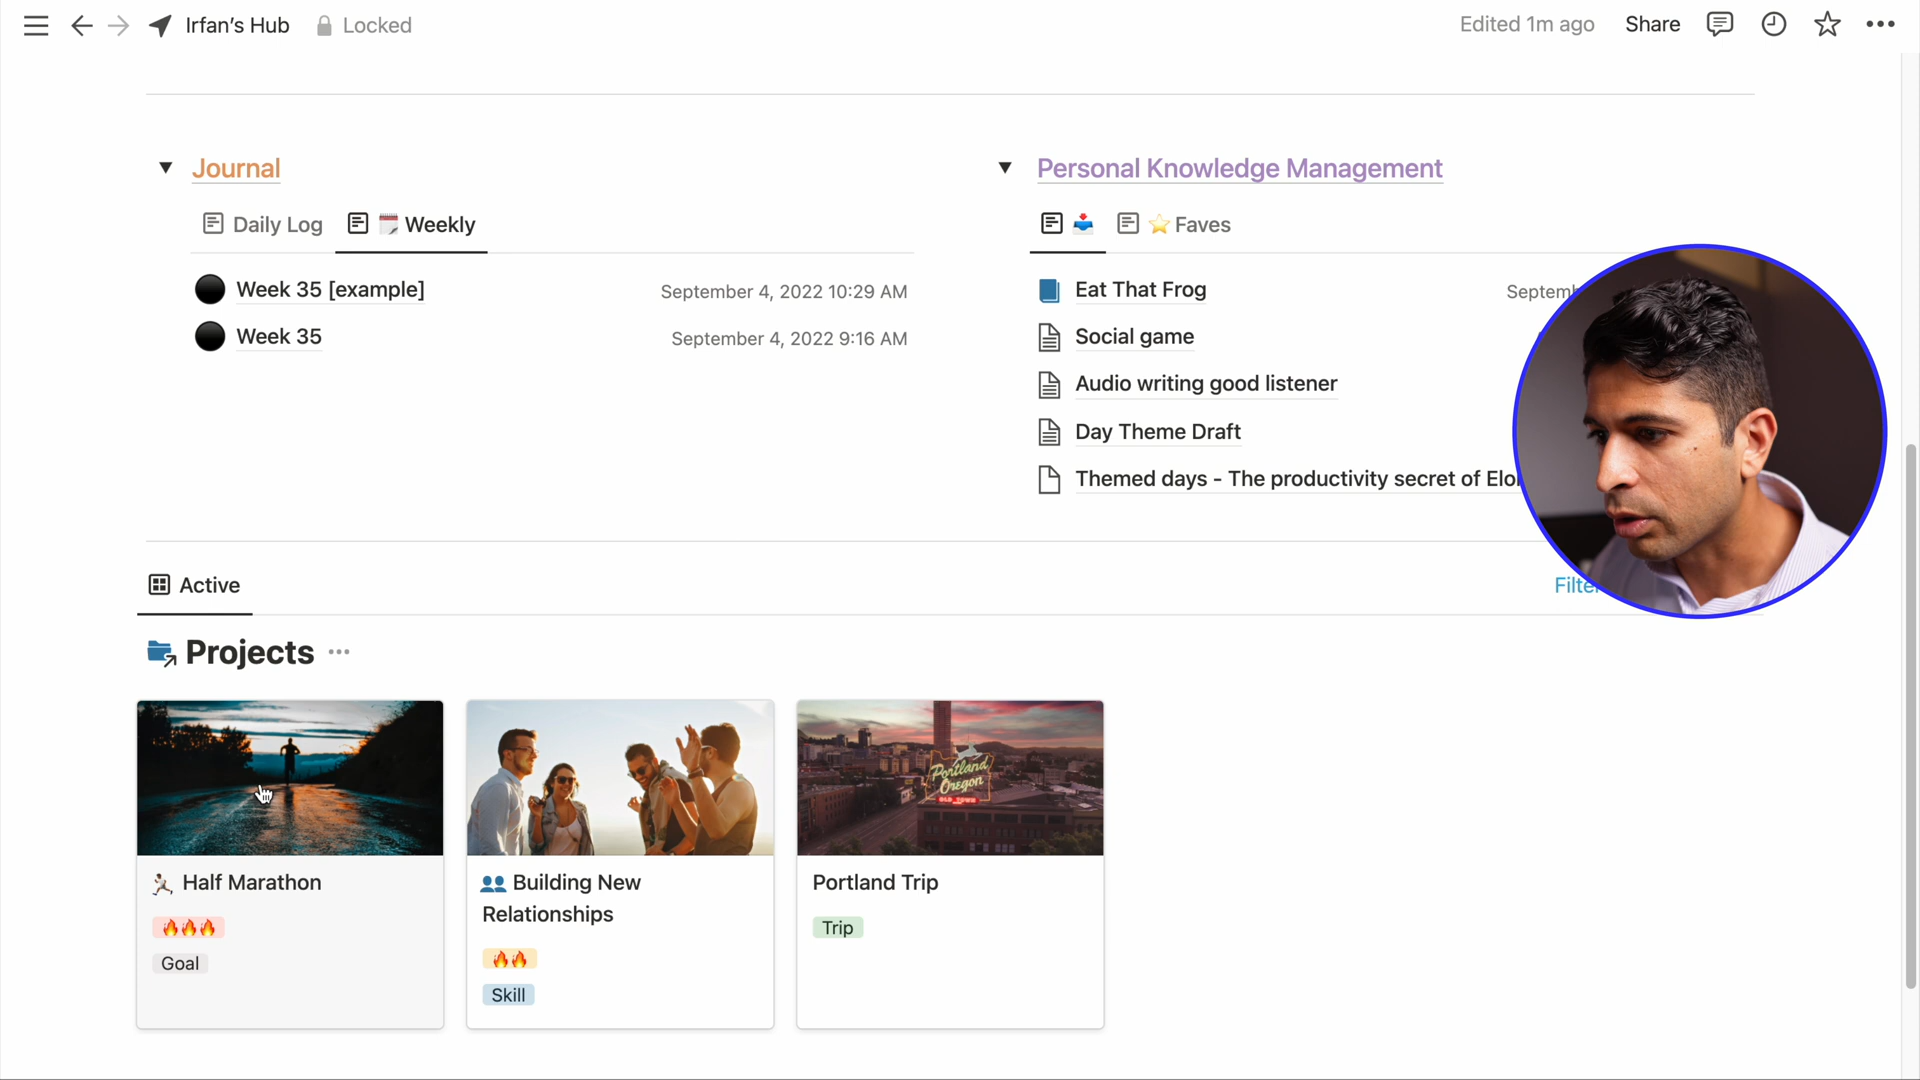 Irfan's Hub Locked Edited 1m ago Share
Journal
Daily Log Weekly
Week 35 [example] September 4, 2022 10:29 AM
Week 35 September 4, 2022 9:16 AM
Personal Knowledge Management
Faves
Eat That Frog
Social game
Audio writing good listener
Day Theme Draft
Themed days - The productivity secret of
Active
Projects
Portland
Oregon
OLD TOWN
Half Marathon
Goal
Building New
Relationships
Skill
Portland Trip
Trip